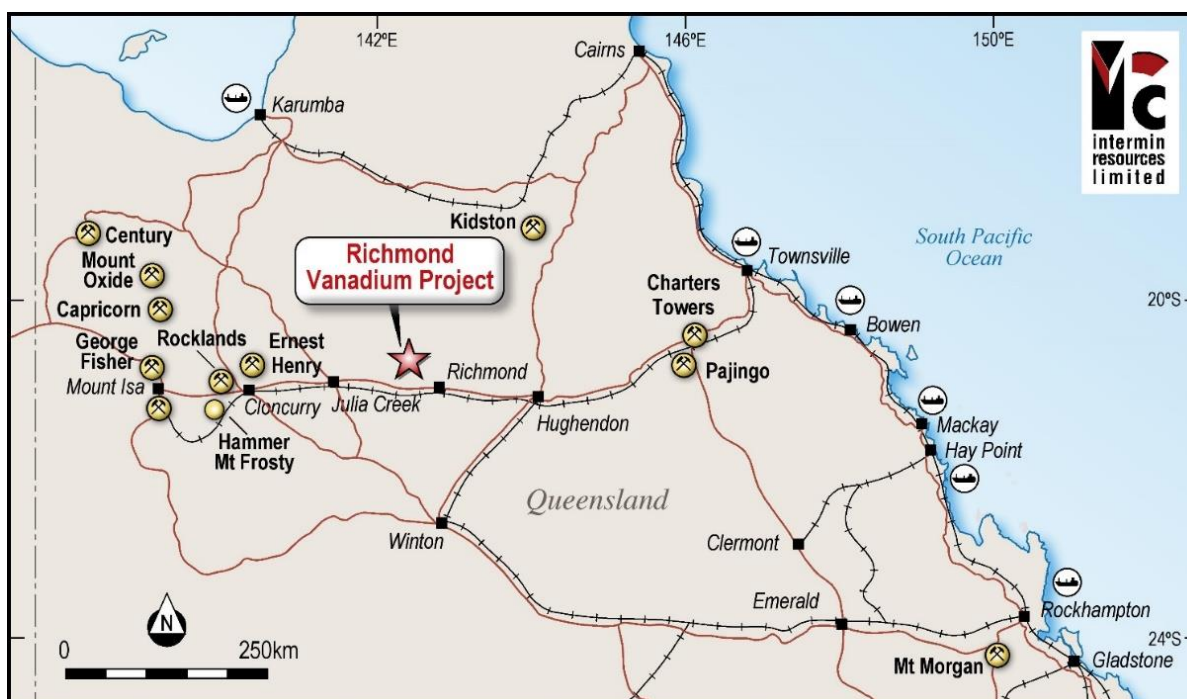 142ºE
146ºE
150ºE
Cairns
intermin
resources
limited
Karumba
Kidston
Century
Mount
Oxide
Capricorn
Richmond
Vanadium Project
South Pacific
Ocean
Townsville
20ºS
Charters
Towers
Bowen
Rocklands
Ernest
Henry
George
Fisher
Mount Isa
Cloncurry
Julia Creek
Richmond
Hughendon
Pajingo
Mackay
Hay Point
Hammer
Mt Frosty
Queensland
Winton
Clermont
Emerald
Rockhampton
24ºS
Mt Morgan
Gladstone
N
0
250km